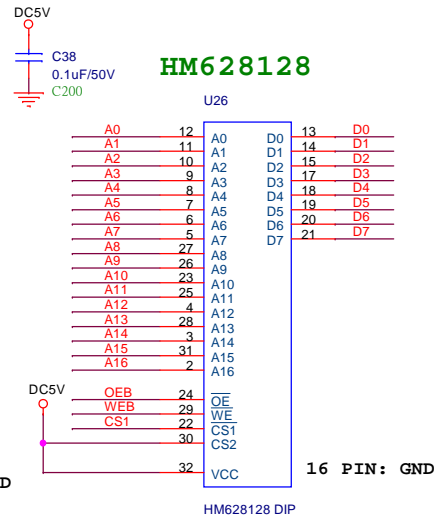 DC5V
C38
0.1uF/50V
C200
HM628128
U26
A0 12 A0 D0 13 D0
A1 11 A1 D1 14 D1
A2 10 A2 D2 15 D2
A3 9 A3 D3 17 D3
A4 8 A4 D4 18 D4
A5 7 A5 D5 19 D5
A6 6 A6 D6 20 D6
A7 5 A7 D7 21 D7
A8 27 A8
A9 26 A9
A10 23 A10
A11 25 A11
A12 4 A12
A13 28 A13
A14 3 A14
A15 31 A15
A16 2 A16
DC5V
OEB 24 OE
WEB 29 WE
CS1 22 CS1
30 CS2
32 VCC
16 PIN: GND
D
HM628128 DIP